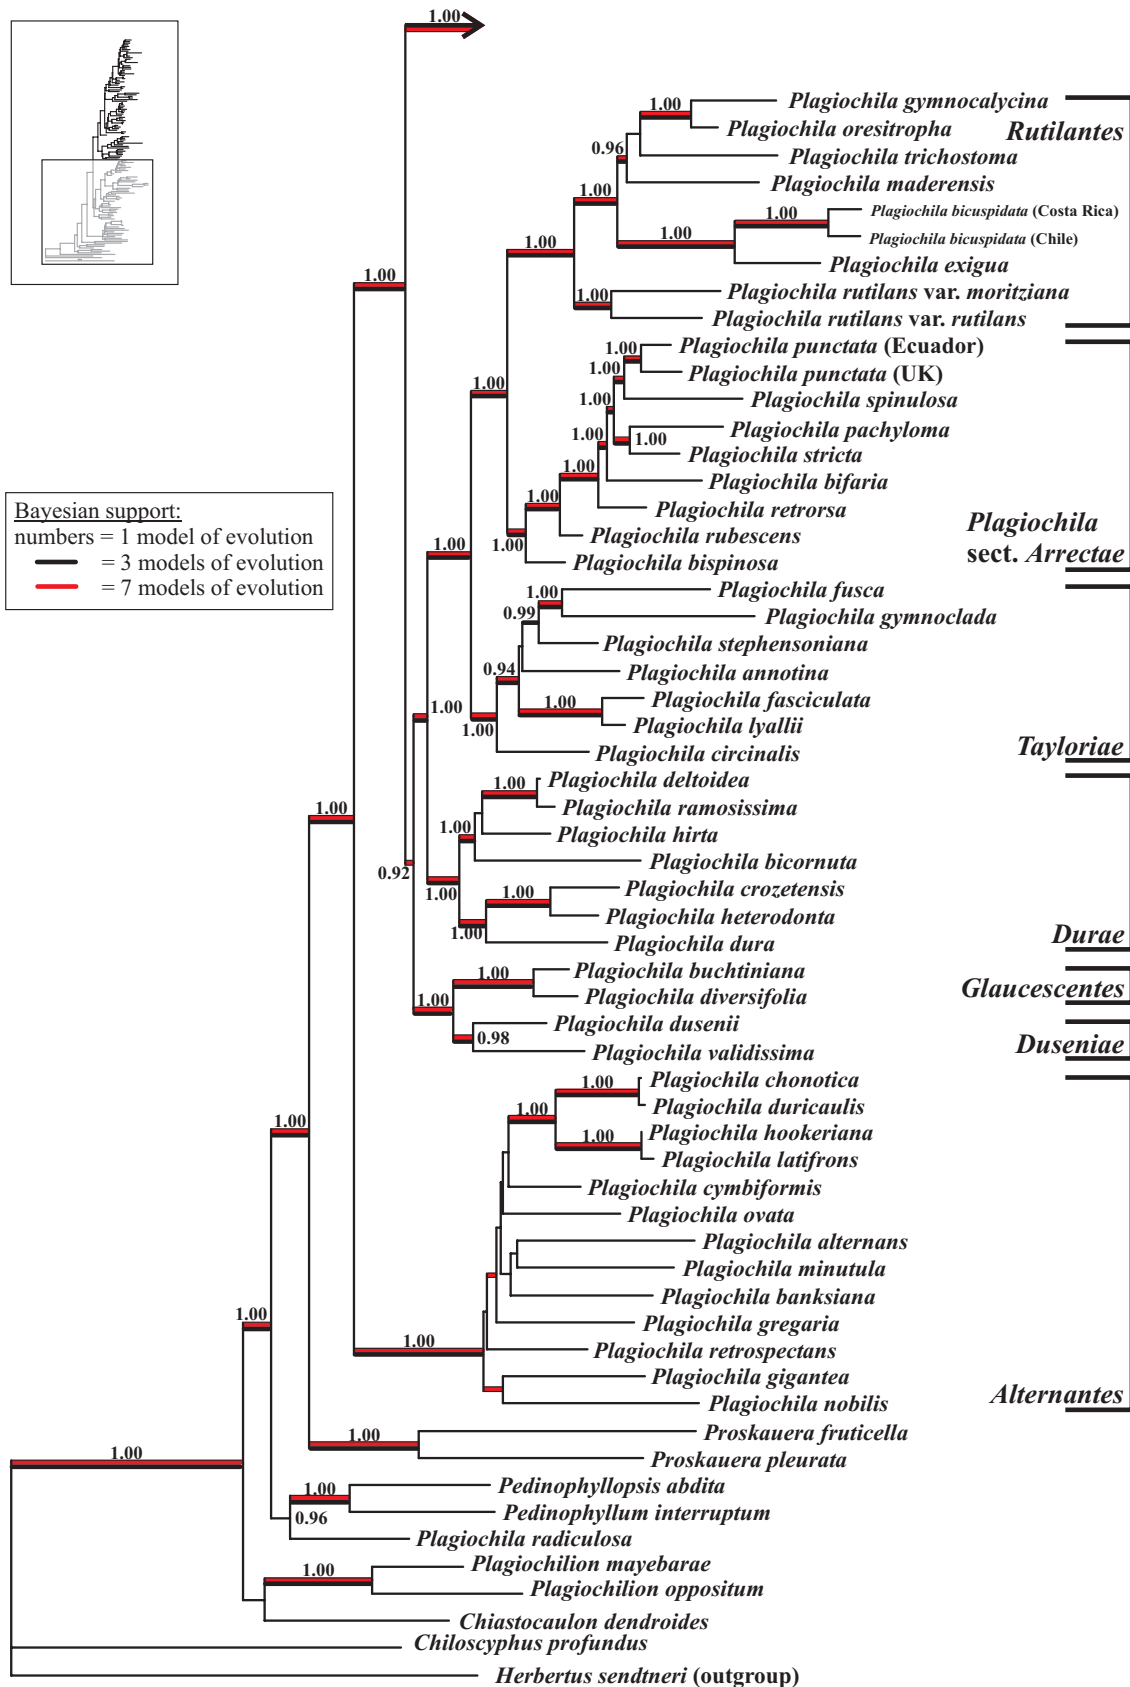 1.00
1.00
Plagiochila gymnocalycina
Plagiochila oresitropha
Rutilantes
0.96
Plagiochila trichostoma
Plagiochila maderensis
1.00
1.00
Plagiochila bicuspidata (Costa Rica)
1.00
Plagiochila bicuspidata (Chile)
1.00
Plagiochila exigua
1.00
1.00
Plagiochila rutilans var. moritziana
Plagiochila rutilans var. rutilans
1.00
Plagiochila punctata (Ecuador)
1.00
Plagiochila punctata (UK)
1.00
1.00
Plagiochila spinulosa
Plagiochila pachyloma
1.00
1.00
Plagiochila stricta
1.00
Plagiochila bifaria
1.00
Plagiochila retrorsa
Plagiochila
sect. Arrectae
Plagiochila rubescens
1.00
1.00
Plagiochila bispinosa
Bayesian support:
numbers = 1 model of evolution
= 3 models of evolution
= 7 models of evolution
1.00
Plagiochila fusca
0.99
Plagiochila gymnoclada
Plagiochila stephensoniana
0.94
Plagiochila annotina
1.00
Plagiochila fasciculata
1.00
1.00
Plagiochila lyallii
Plagiochila circinalis
Tayloriae
1.00
Plagiochila deltoidea
1.00
Plagiochila ramosissima
1.00
Plagiochila hirta
0.92
Plagiochila bicornuta
1.00
1.00
Plagiochila crozetensis
Plagiochila heterodonta
1.00
Plagiochila dura
Durae
1.00
Plagiochila buchtiniana
Plagiochila diversifolia
Glaucescentes
1.00
Plagiochila dusenii
0.98
Plagiochila validissima
Duseniae
1.00
Plagiochila chonotica
1.00
Plagiochila duricaulis
1.00
1.00
Plagiochila hookeriana
Plagiochila latifrons
Plagiochila cymbiformis
Plagiochila ovata
Plagiochila alternans
Plagiochila minutula
Plagiochila banksiana
1.00
Plagiochila gregaria
1.00
Plagiochila retrospectans
Plagiochila gigantea
Plagiochila nobilis
Alternantes
Proskauera fruticella
1.00
1.00
Proskauera pleurata
1.00
Pedinophyllopsis abdita
Pedinophyllum interruptum
0.96
Plagiochila radiculosa
1.00
Plagiochilion mayebarae
Plagiochilion oppositum
Chiastocaulon dendroides
Chiloscyphus profundus
Herbertus sendtneri (outgroup)